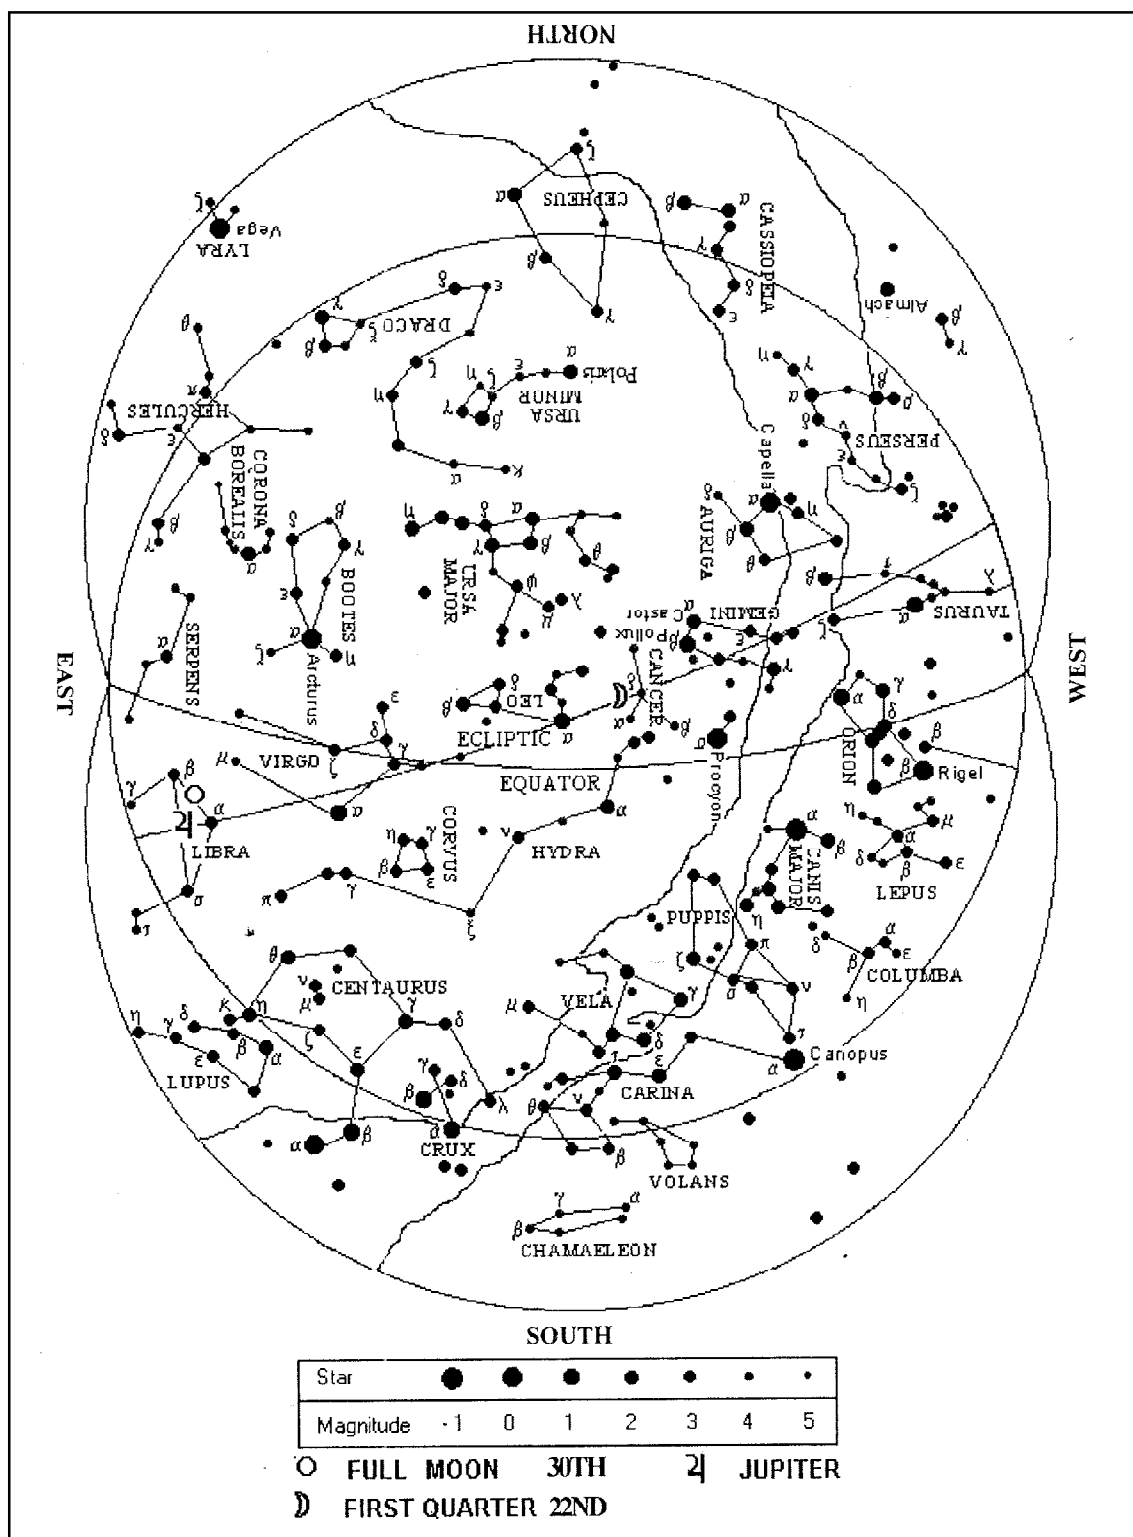 NORTH
ζ
α
CEPHEUS
β
γ
β
α
γ
δ
ε
CASSIOPEIA
ζ
Vega
LYRA
Almach
β
γ
θ
π
HERCULES
δ
ε
β
γ
γ
β
ξ
DRACO
δ
ε
ζ
η
α
κ
α
Polaris
ε
ζ
η
URSA
MINOR
γ
β
η
γ
α
δ
β
ν
ε
ζ
PERSEUS
Capella
α
η
δ
β
θ
AURIGA
CORONA
BOREALIS
α
δ
β
γ
ε
α
ζ
η
BOOTES
Arcturus
η
δ
α
γ
β
θ
ψ
λ
μ
URSA
MAJOR
α
Castor
GEMINI
β
Pollux
ε
γ
β
τ
λ
α
ζ
TAURUS
SERPENS
α
EAST
WEST
CANCER
δ
α
β
LEO
δ
β
α
ECLIPTIC
ε
δ
γ
ζ
μ
α
VIRGO
EQUATOR
σ
Procyon
α
γ
δ
β
β
Rigel
ORION
β
γ
α
LIBRA
σ
τ
CORVUS
η
γ
β
ε
α
ν
HYDRA
ξ
γ
π
α
β
η
CANIS
MAJOR
η
μ
α
δ
β
ε
LEPUS
PUPPIS
π
ζ
σ
ν
τ
δ
α
β
ε
COLUMBA
η
θ
ν
μ
CENTAURUS
κ
η
ζ
γ
δ
ε
λ
β
α
η
γ
δ
β
α
ε
LUPUS
μ
VELA
γ
δ
ε
ι
CARINA
θ
υ
β
α
Canopus
γ
β
δ
α
CRUX
VOLANS
γ
α
β
CHAMAELEON
SOUTH
Star
Magnitude -1 0 1 2 3 4 5
FULL MOON 30TH ♃ JUPITER
FIRST QUARTER 22ND